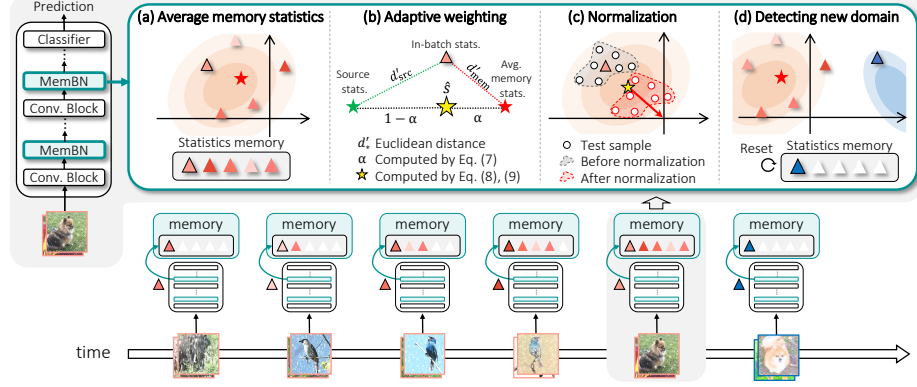 Prediction
Classifier
MemBN
Conv. Block
MemBN
Conv. Block
(a) Average memory statistics
Statistics memory
(b) Adaptive weighting
In-batch stats.
Source stats.
d′src
d′mem
Avg. memory stats.
ŝ
1 − α
α
d′* Euclidean distance
α Computed by Eq. (7)
Computed by Eq. (8), (9)
(c) Normalization
Test sample
Before normalization
After normalization
(d) Detecting new domain
Reset
Statistics memory
memory
memory
memory
memory
memory
memory
time